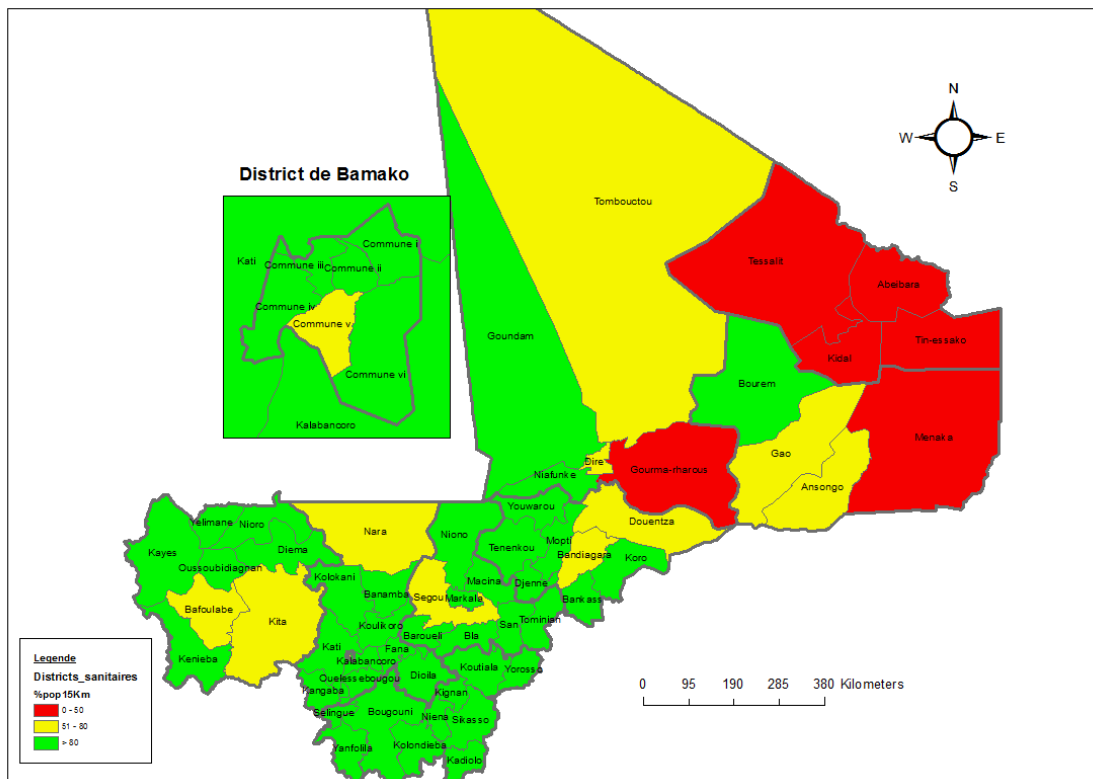 N
W E
S
District de Bamako
Commune i
Kati
Commune iii
Commune ii
Commune iv
Commune v
Commune vi
Kalabancoro
Tombouctou
Tessalit
Abeibara
Goundam
Kidal
Tin-essako
Bourem
Menaka
Gao
Dire
Gourma-rharous
Niafunke
Ansongo
Youwarou
Douentza
Yelimane
Nioro
Nara
Niono
Mopti
Kayes
Diema
Tenenkou
Bandiagara
Koro
Oussoubidiagnan
Kolokani
Macina
Djenne
Banamba
Segou
Markala
Bankass
Bafoulabe
Kita
Koulikoro
San
Tominian
Baroueli
Bla
Kati
Fana
Kenieba
Kalabancoro
Koutiala
Yorosso
Ouelessebougou
Dioila
Kangaba
Kignan
Selingue
Bougouni
Niena
Sikasso
Yanfolila
Kolondieba
Kadiolo
Legende
Districts_sanitaires
%pop15Km
0 - 50
51 - 80
> 80
0 95 190 285 380 Kilometers